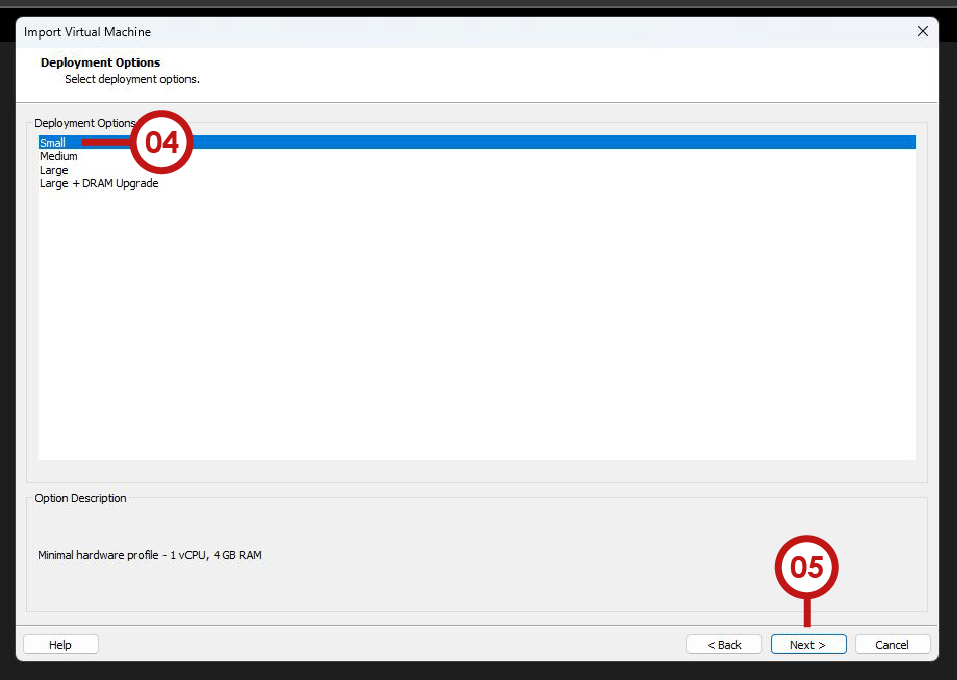 Import Virtual Machine
Deployment Options
Select deployment options.
Deployment Options
Small
04
Medium
Large
Large + DRAM Upgrade
Option Description
Minimal hardware profile - 1 vCPU, 4 GB RAM
05
Help
< Back
Next >
Cancel